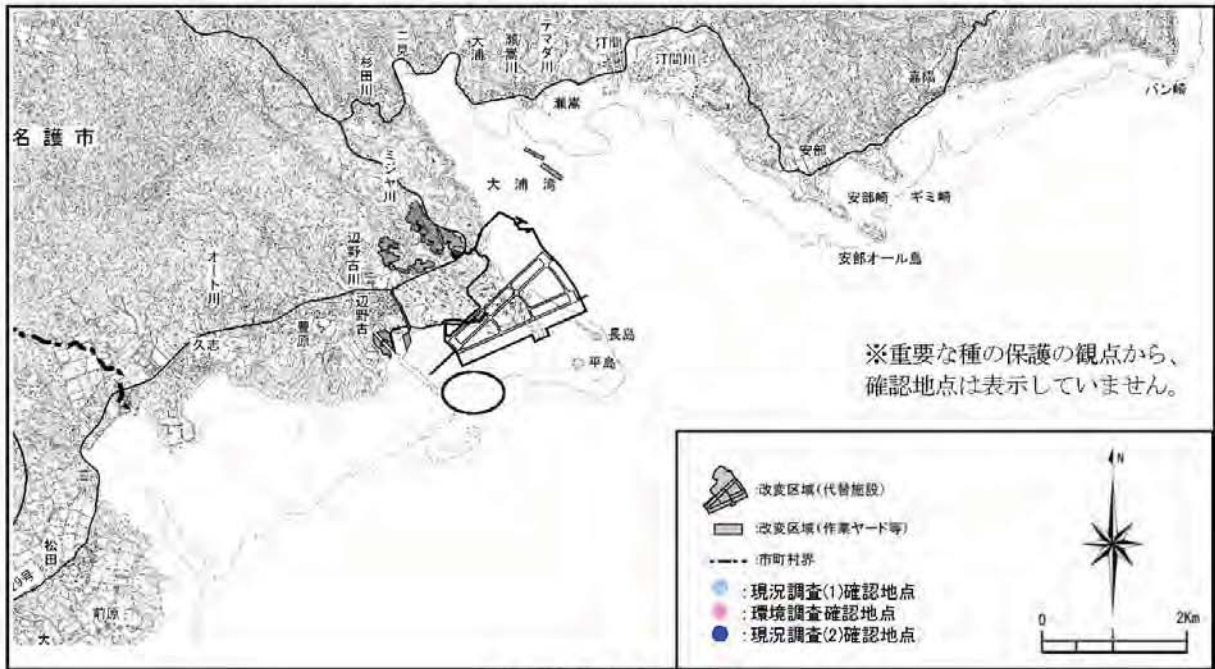 二見
大浦
瀬嵩川
テマダ川
汀間
汀間川
嘉陽
バン崎
杉田川
瀬嵩
名護市
ミジャ川
大浦湾
安部
安部崎
ギミ崎
安部オール島
辺野古川
オート川
辺野古
豊原
久志
長島
平島
※重要な種の保護の観点から、
確認地点は表示していません。
松田
29号
前原
大
:改変区域(代替施設)
:改変区域(作業ヤード等)
:市町村界
:現況調査(1)確認地点
:環境調査確認地点
:現況調査(2)確認地点
N
0 2Km